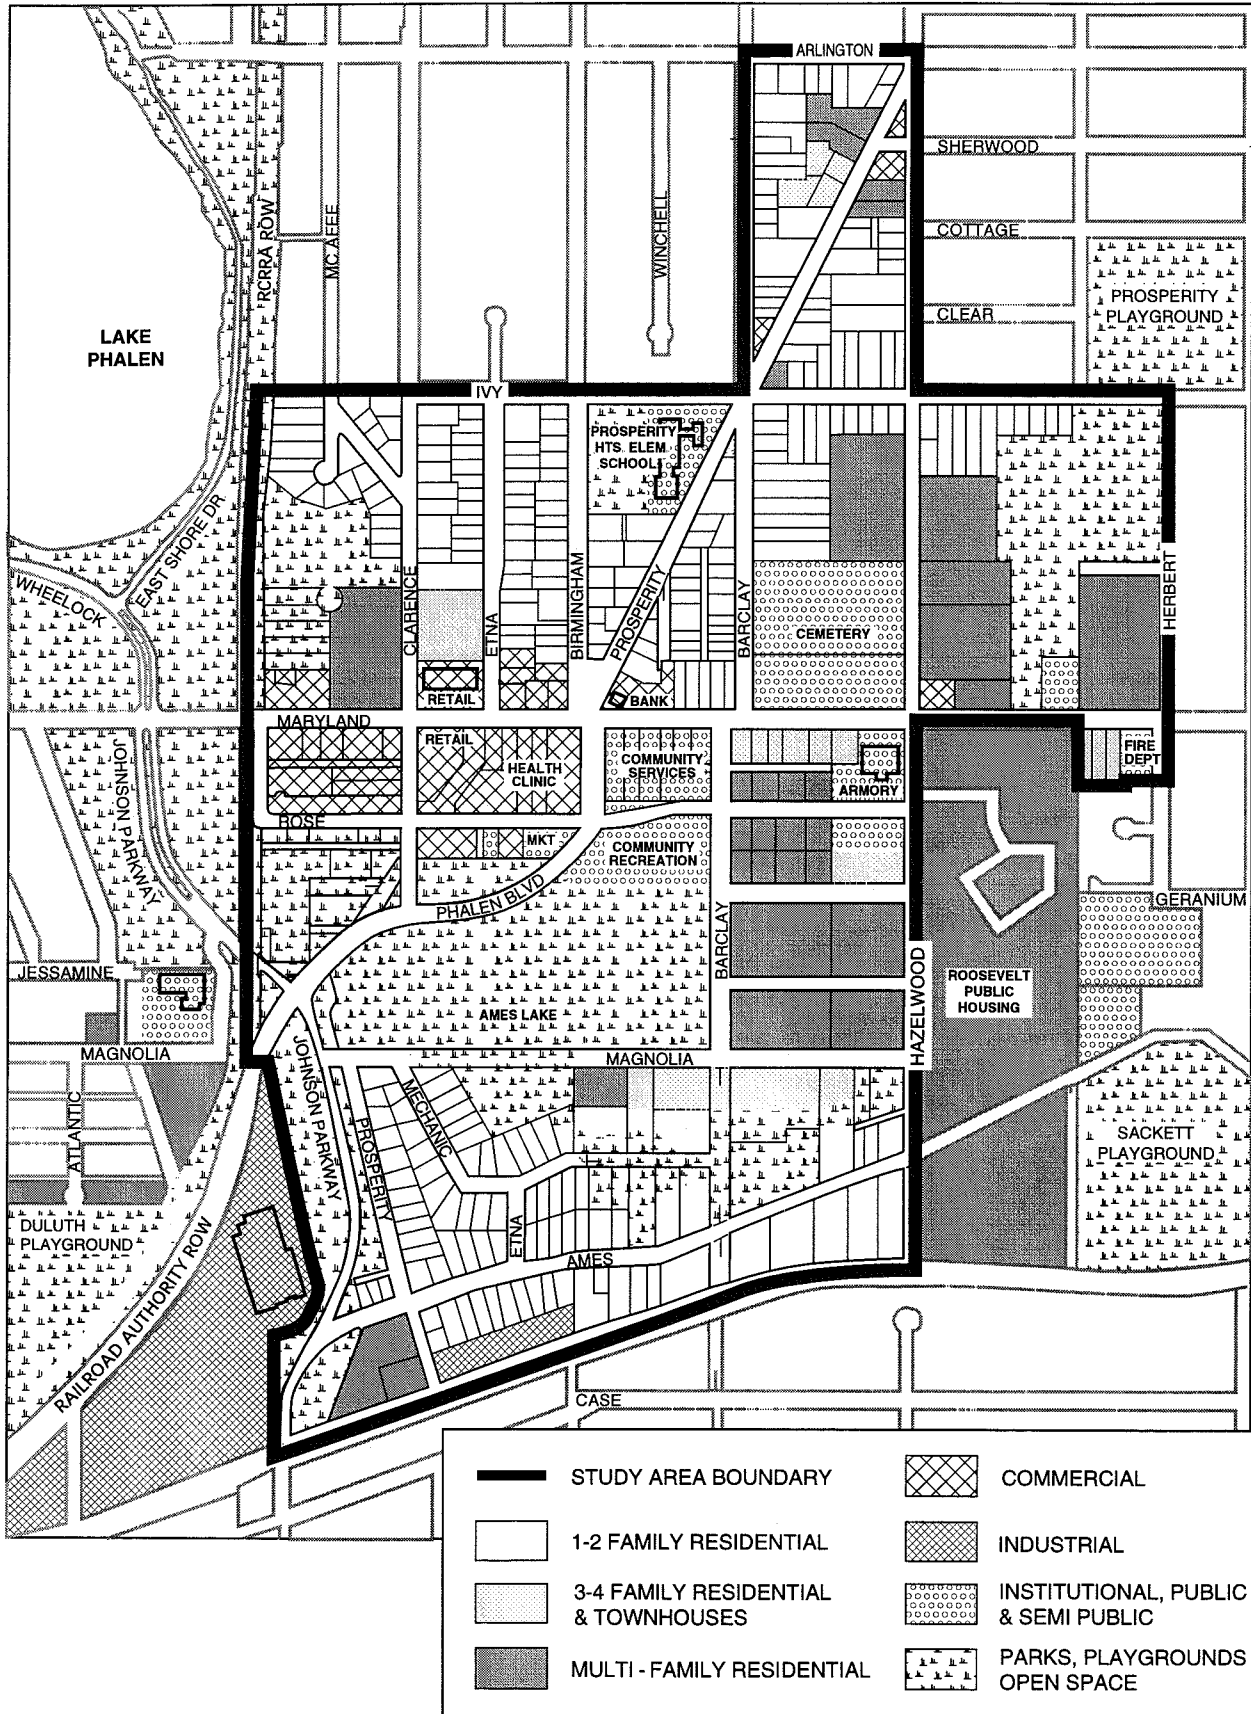 ARLINGTON
SHERWOOD
RCRRA ROW
MCAFEE
WINCHELL
COTTAGE
PROSPERITY
PLAYGROUND
CLEAR
LAKE
PHALEN
IVY
PROSPERITY
HTS. ELEM
SCHOOL
EAST SHORE DR.
WHEELOCK
CLARENCE
ETNA
BIRMINGHAM
PROSPERITY
BARCLAY
CEMETERY
HERBERT
RETAIL
BANK
MARYLAND
RETAIL
HEALTH
CLINIC
COMMUNITY
SERVICES
ARMORY
FIRE
DEPT
JOHNSON PARKWAY
ROSE
MKT
COMMUNITY
RECREATION
PHALEN BLVD
BARCLAY
GERANIUM
JESSAMINE
HAZELWOOD
ROOSEVELT
PUBLIC
HOUSING
AMES LAKE
MAGNOLIA
MAGNOLIA
JOHNSON PARKWAY
MECHANIC
PROSPERITY
ATLANTIC
SACKETT
PLAYGROUND
DULUTH
PLAYGROUND
ETNA
AMES
RAILROAD AUTHORITY ROW
CASE
STUDY AREA BOUNDARY
1-2 FAMILY RESIDENTIAL
3-4 FAMILY RESIDENTIAL
& TOWNHOUSES
MULTI - FAMILY RESIDENTIAL
COMMERCIAL
INDUSTRIAL
INSTITUTIONAL, PUBLIC
& SEMI PUBLIC
PARKS, PLAYGROUNDS
OPEN SPACE